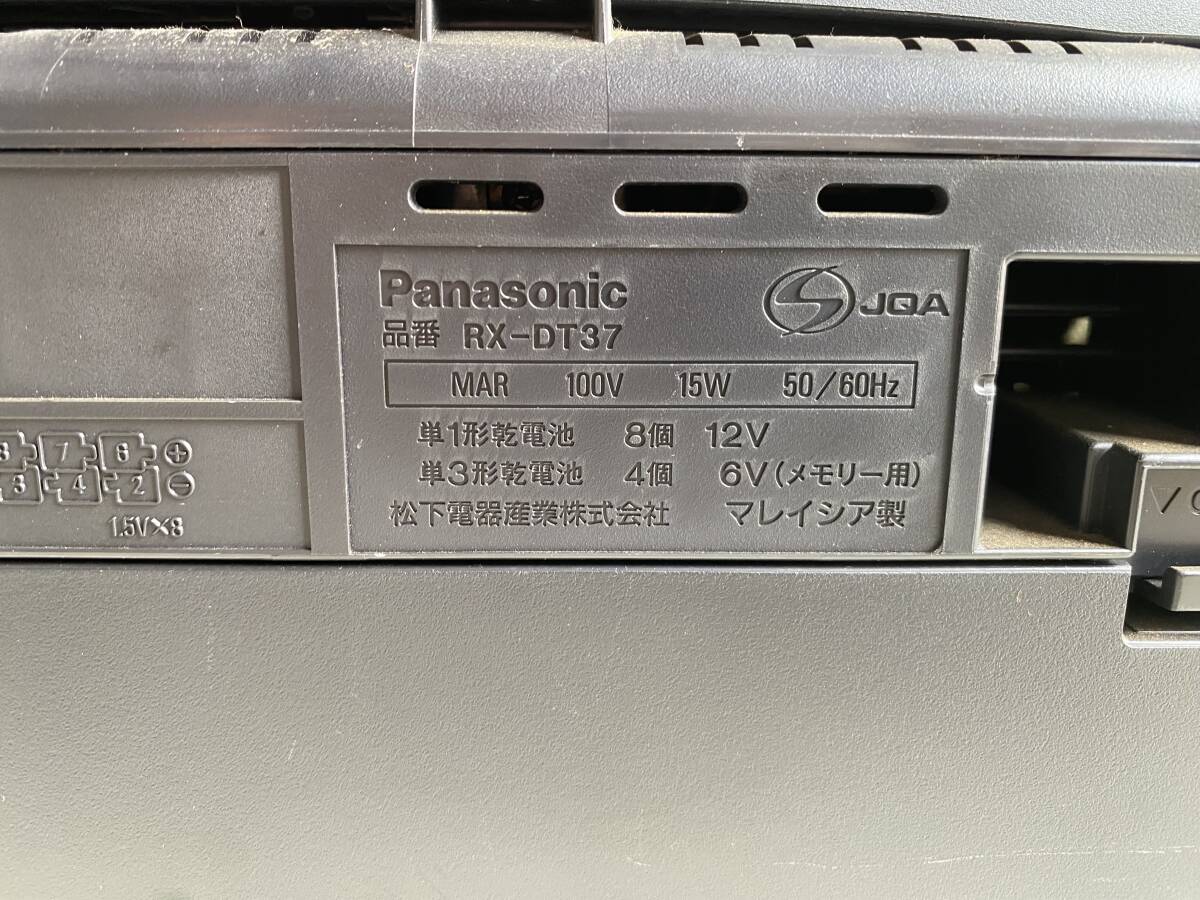 Panasonic
JQA
品番 RX-DT37
MAR 100V 15W 50/60Hz
単1形乾電池 8個 12V
単3形乾電池 4個 6V(メモリー用)
松下電器産業株式会社 マレイシア製
7 6 ⊕
3 4 2 ⊖
1.5V×8